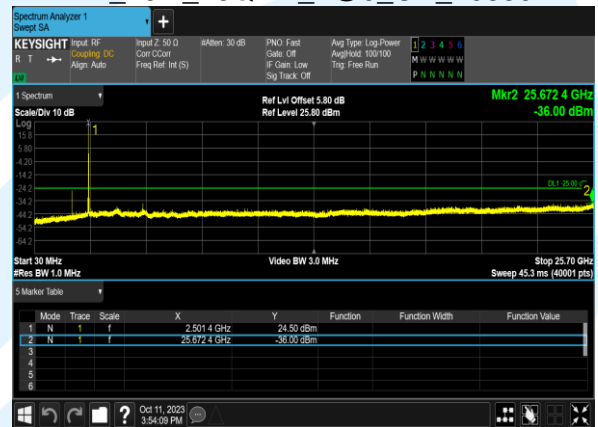 Spectrum Analyzer 1
Swept SA
KEYSIGHT Input: RF Input Z: 50 Ω #Atten: 30 dB PNO: Fast Avg Type: Log-Power 1 2 3 4 5 6
R T Coupling: DC Corr CCorr Gate: Off Avg|Hold: 100/100 M W W W W W
Align: Auto Freq Ref: Int (S) IF Gain: Low Trig: Free Run P N N N N N
Sig Track: Off
1 Spectrum Ref Lvl Offset 5.80 dB Mkr2 25.672 4 GHz
Scale/Div 10 dB Ref Level 25.80 dBm -36.00 dBm
Log
1
15.8
5.80
-4.20
-14.2
DL1 -25.00
-24.2
2
-34.2
-44.2
-54.2
-64.2
Start 30 MHz Video BW 3.0 MHz Stop 25.70 GHz
#Res BW 1.0 MHz Sweep 45.3 ms (40001 pts)
5 Marker Table
Mode Trace Scale X Y Function Function Width Function Value
1 N 1 f 2.501 4 GHz 24.50 dBm
2 N 1 f 25.672 4 GHz -36.00 dBm
3
4
5
6
? Oct 11, 2023
3:54:09 PM